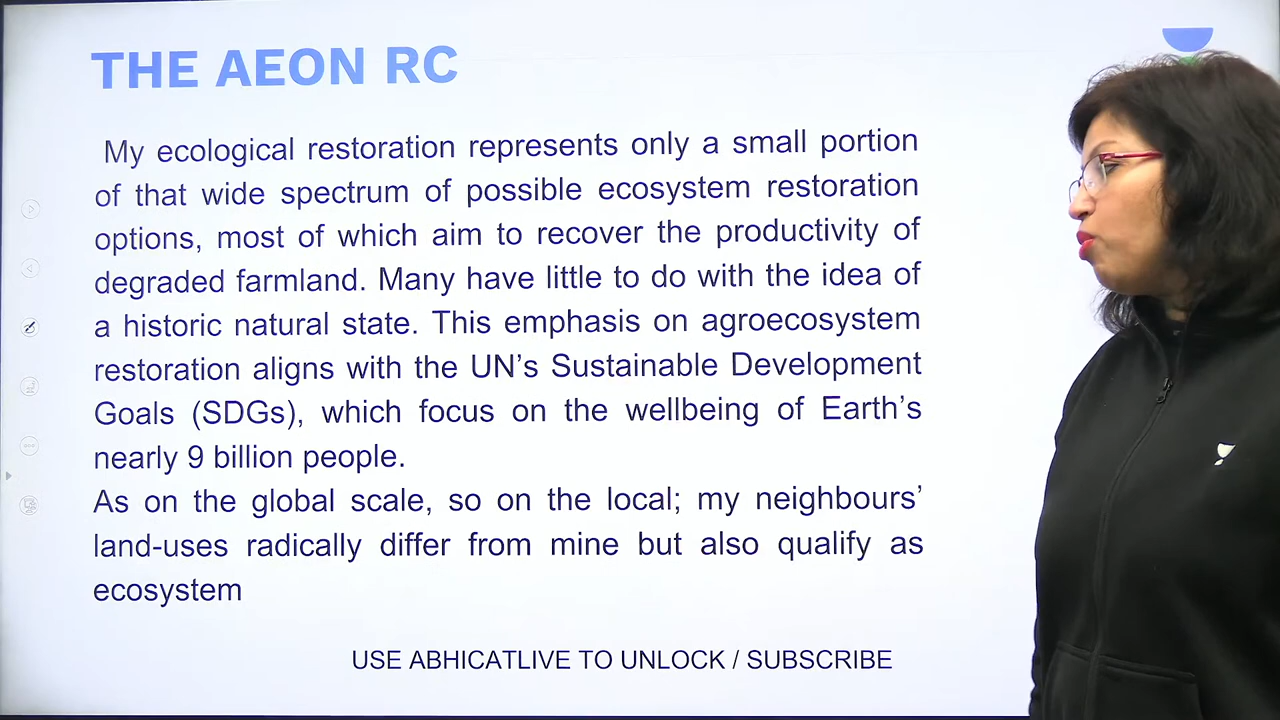 THE AEON RC
My ecological restoration represents only a small portion
of that wide spectrum of possible ecosystem restoration
options, most of which aim to recover the productivity of
degraded farmland. Many have little to do with the idea of
a historic natural state. This emphasis on agroecosystem
restoration aligns with the UN’s Sustainable Development
Goals (SDGs), which focus on the wellbeing of Earth’s
nearly 9 billion people.
As on the global scale, so on the local; my neighbours’
land-uses radically differ from mine but also qualify as
ecosystem
USE ABHICATLIVE TO UNLOCK / SUBSCRIBE